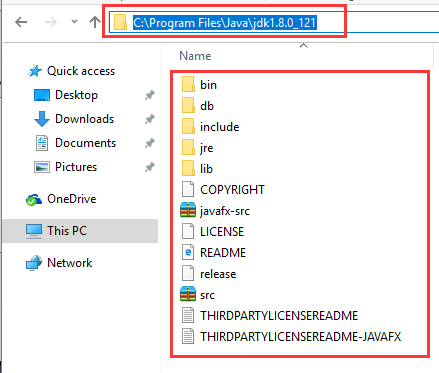 C:\Program Files\Java\jdk1.8.0_121
Name
Quick access
Desktop
Downloads
Documents
Pictures
OneDrive
This PC
Network
bin
db
include
jre
lib
COPYRIGHT
javafx-src
LICENSE
README
release
src
THIRDPARTYLICENSEREADME
THIRDPARTYLICENSEREADME-JAVAFX